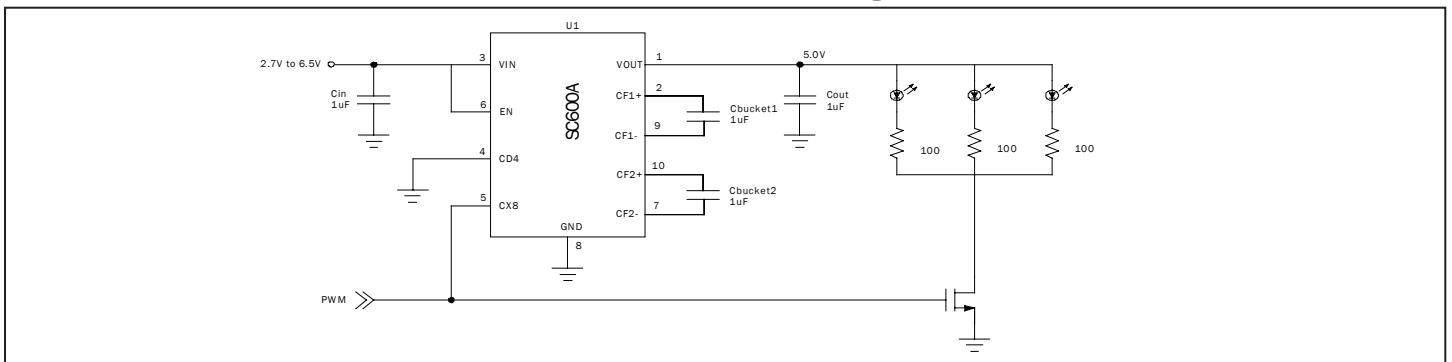 U1
2.7V to 6.5V
3
VIN
VOUT
1
5.0V
Cin
1uF
6
EN
SC600A
CF1+
2
Cbucket1
1uF
CF1-
9
Cout
1uF
4
CD4
CF2+
10
Cbucket2
1uF
CF2-
7
5
CX8
GND
8
100
100
100
PWM